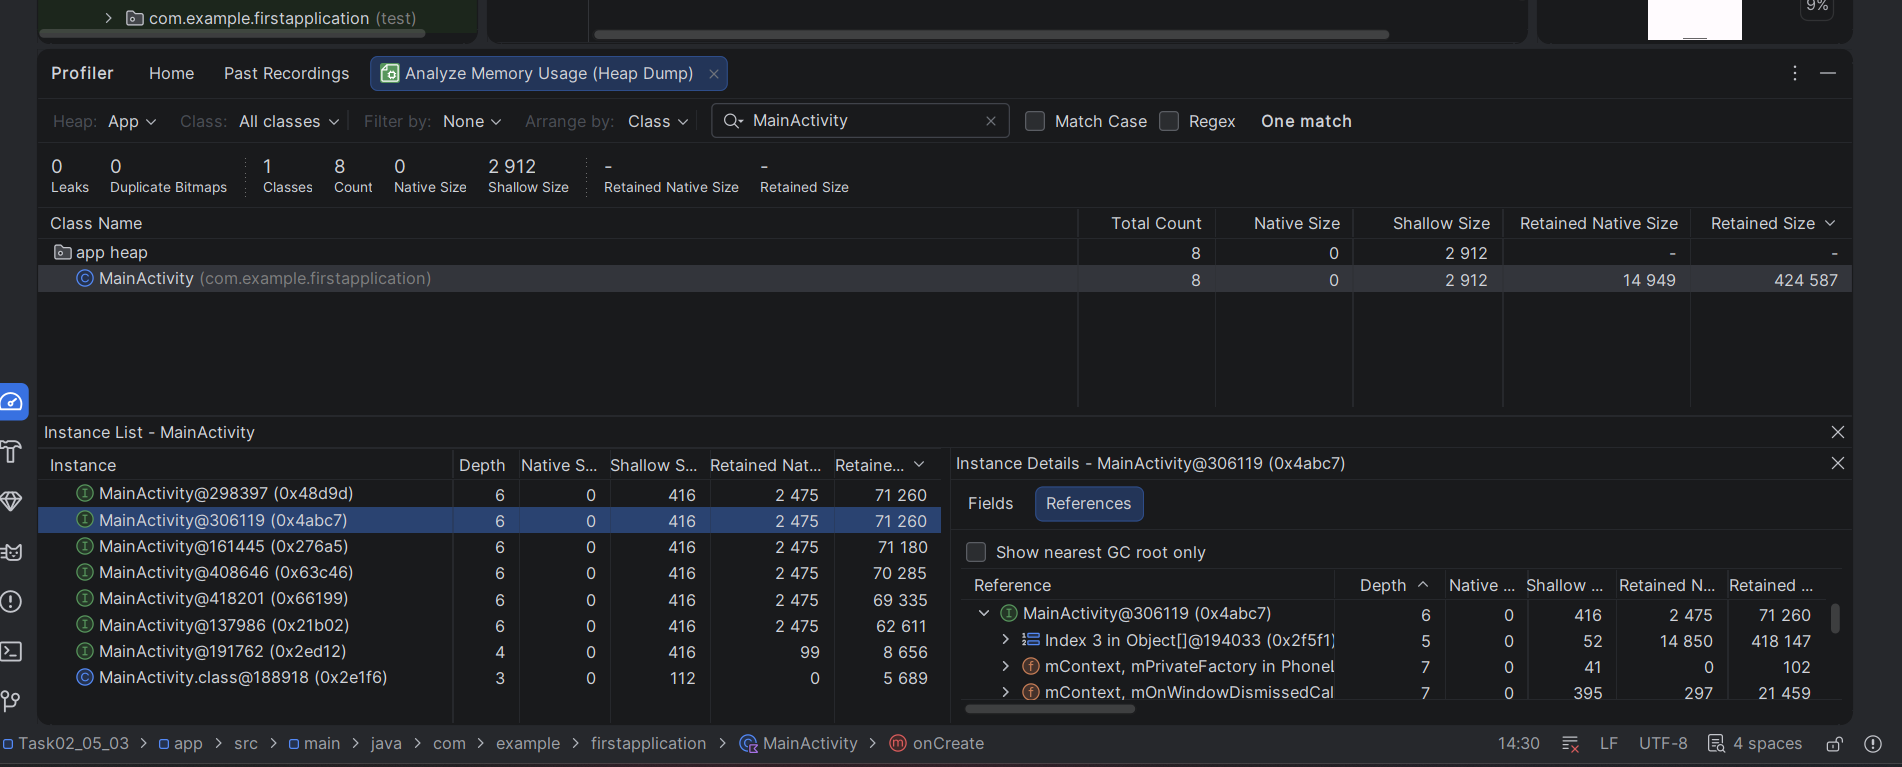 com.example.firstapplication (test)
9%
Profiler Home Past Recordings Analyze Memory Usage (Heap Dump)
Heap: App Class: All classes Filter by: None Arrange by: Class MainActivity Match Case Regex One match
0 0 1 8 0 2 912 - -
Leaks Duplicate Bitmaps Classes Count Native Size Shallow Size Retained Native Size Retained Size
Class Name Total Count Native Size Shallow Size Retained Native Size Retained Size
app heap 8 0 2 912 - -
MainActivity (com.example.firstapplication) 8 0 2 912 14 949 424 587
Instance List - MainActivity
Instance Depth Native S... Shallow S... Retained Nat... Retaine...
MainActivity@298397 (0x48d9d) 6 0 416 2 475 71 260
MainActivity@306119 (0x4abc7) 6 0 416 2 475 71 260
MainActivity@161445 (0x276a5) 6 0 416 2 475 71 180
MainActivity@408646 (0x63c46) 6 0 416 2 475 70 285
MainActivity@418201 (0x66199) 6 0 416 2 475 69 335
MainActivity@137986 (0x21b02) 6 0 416 2 475 62 611
MainActivity@191762 (0x2ed12) 4 0 416 99 8 656
MainActivity.class@188918 (0x2e1f6) 3 0 112 0 5 689
Instance Details - MainActivity@306119 (0x4abc7)
Fields References
Show nearest GC root only
Reference Depth Native ... Shallow ... Retained N... Retained ...
MainActivity@306119 (0x4abc7) 6 0 416 2 475 71 260
Index 3 in Object[]@194033 (0x2f5f1) 5 0 52 14 850 418 147
mContext, mPrivateFactory in PhoneL 7 0 41 0 102
mContext, mOnWindowDismissedCal 7 0 395 297 21 459
Task02_05_03 > app > src > main > java > com > example > firstapplication > MainActivity > onCreate 14:30 LF UTF-8 4 spaces